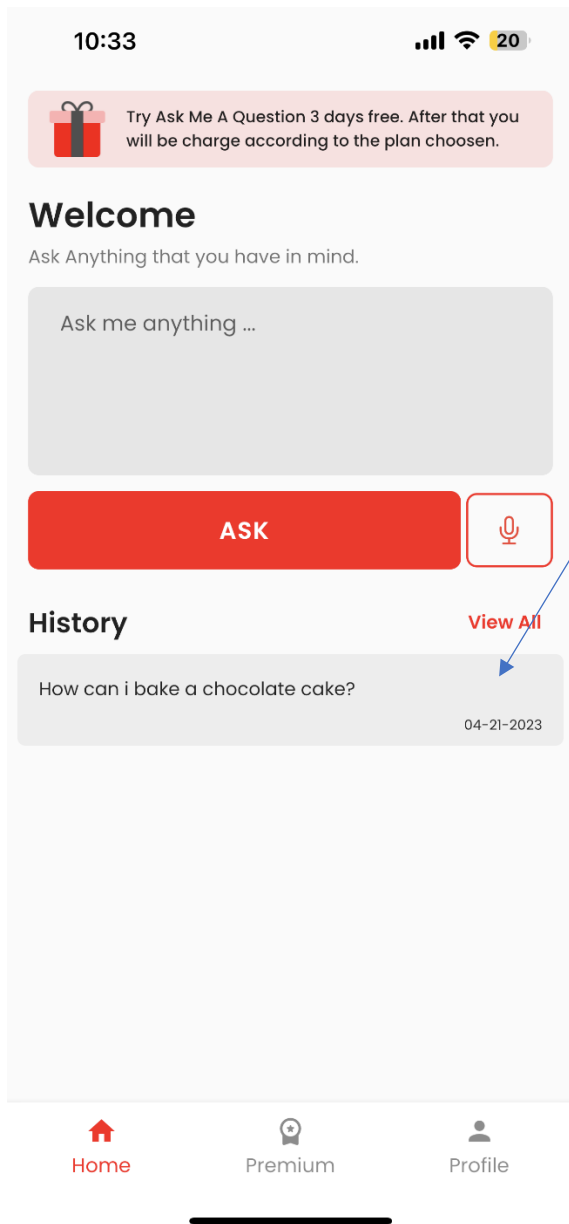 10:33
20
Try Ask Me A Question 3 days free. After that you
will be charge according to the plan choosen.
Welcome
Ask Anything that you have in mind.
Ask me anything ...
ASK
History
View All
How can i bake a chocolate cake?
04-21-2023
Home
Premium
Profile